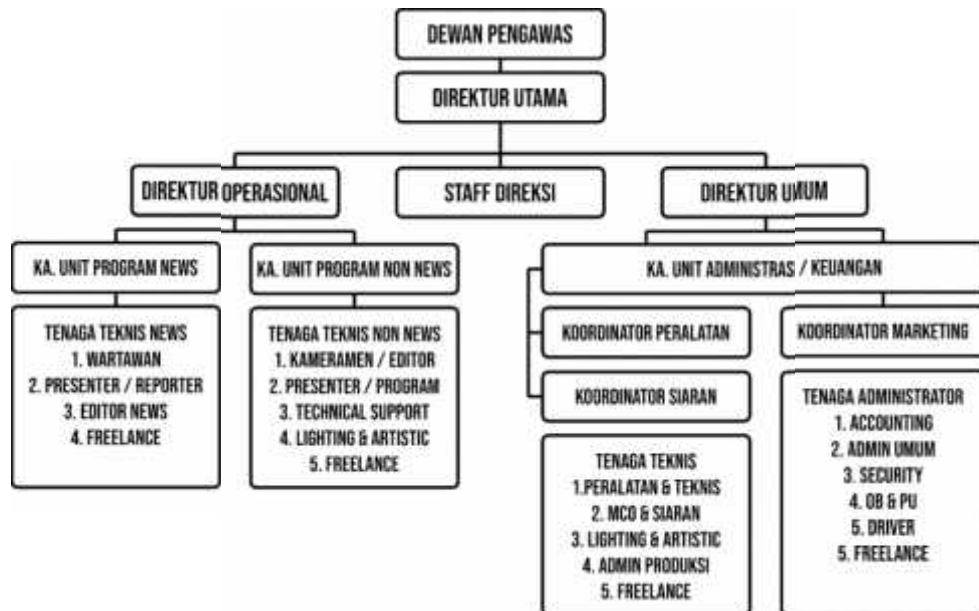 DEWAN PENGAWAS
DIREKTUR UTAMA
DIREKTUR OPERASIONAL
STAFF DIREKSI
DIREKTUR UMUM
KA. UNIT PROGRAM NEWS
KA. UNIT PROGRAM NON NEWS
KA. UNIT ADMINISTRAS / KEUANGAN
TENAGA TEKNIS NEWS
1. WARTAWAN
2. PRESENTER / REPORTER
3. EDITOR NEWS
4. FREELANCE
TENAGA TEKNIS NON NEWS
1. KAMERAMEN / EDITOR
2. PRESENTER / PROGRAM
3. TECHNICAL SUPPORT
4. LIGHTING & ARTISTIC
5. FREELANCE
KOORDINATOR PERALATAN
KOORDINATOR SIARAN
TENAGA TEKNIS
1.PERALATAN & TEKNIS
2. MCO & SIARAN
3. LIGHTING & ARTISTIC
4. ADMIN PRODUKSI
5. FREELANCE
KOORDINATOR MARKETING
TENAGA ADMINISTRATOR
1. ACCOUNTING
2. ADMIN UMUM
3. SECURITY
4. OB & PU
5. DRIVER
5. FREELANCE